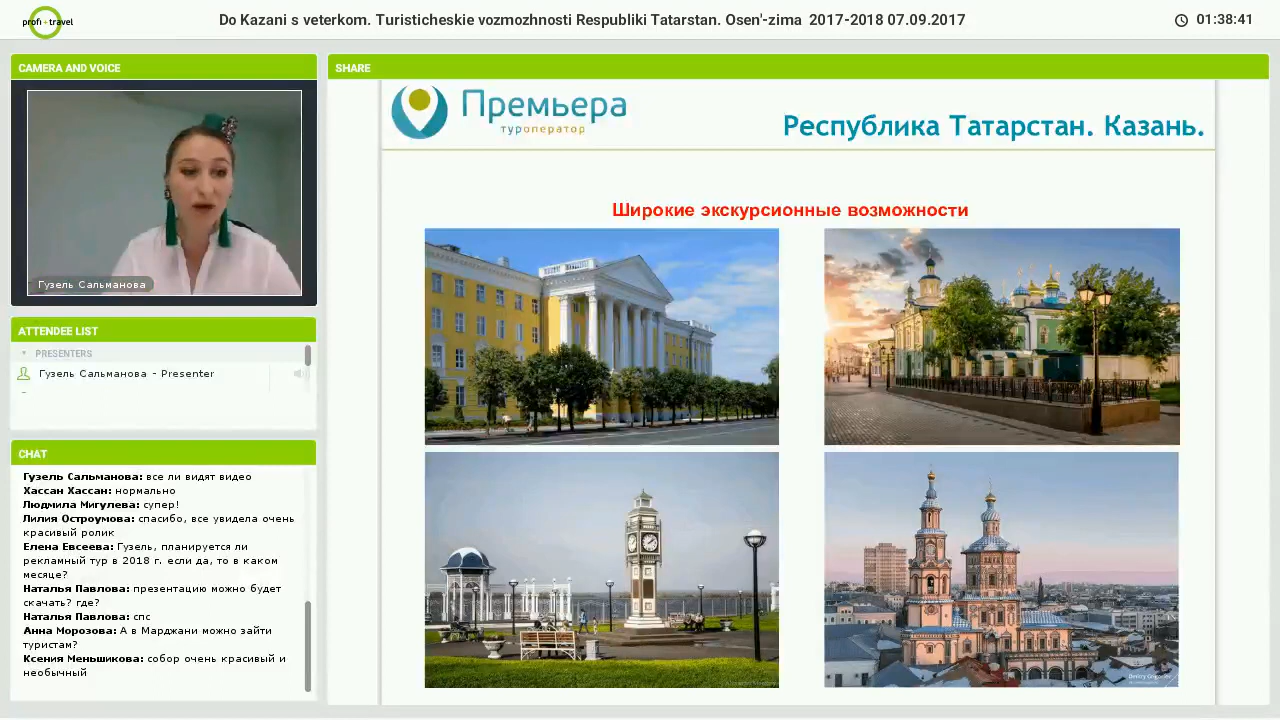 profi travel
Do Kazani s veterkom. Turisticheskie vozmozhnosti Respubliki Tatarstan. Osen'-zima 2017-2018 07.09.2017
01:38:41
CAMERA AND VOICE
Гузель Сальманова
ATTENDEE LIST
PRESENTERS
Гузель Сальманова - Presenter
CHAT
Гузель Сальманова: все ли видят видео
Хассан Хассан: нормально
Людмила Мигулева: супер!
Лилия Остроумова: спасибо, все увидела очень
красивый ролик
Елена Евсеева: Гузель, планируется ли
рекламный тур в 2018 г. если да, то в каком
месяце?
Наталья Павлова: презентацию можно будет
скачать? где?
Наталья Павлова: спс
Анна Морозова: А в Марджани можно зайти
туристам?
Ксения Меньшикова: собор очень красивый и
необычный
SHARE
Премьера
туроператор
Республика Татарстан. Казань.
Широкие экскурсионные возможности